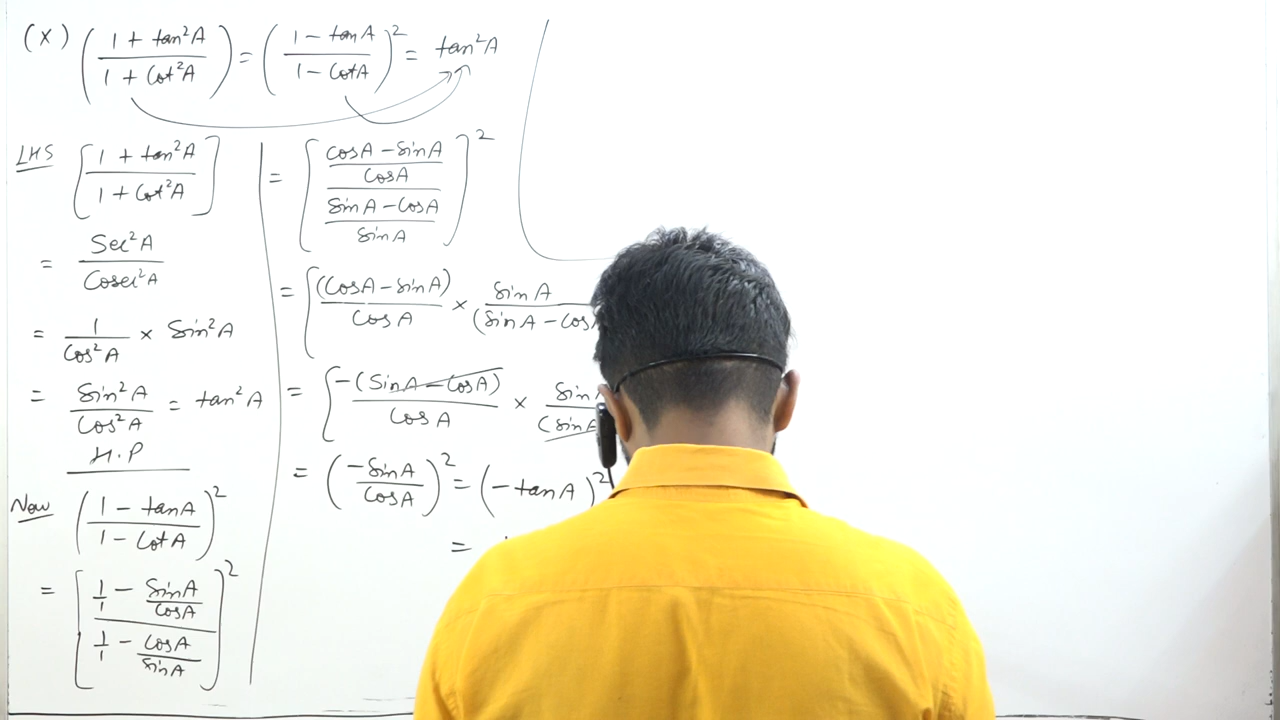 (x) ( (1 + tan²A) / (1 + Cot²A) ) = ( (1 - tanA) / (1 - CotA) )² = tan²A
LHS [ (1 + tan²A) / (1 + Cot²A) ]
= Sec²A / Cosec²A
= 1 / Cos²A × Sin²A
= Sin²A / Cos²A = tan²A
H.P
Now ( (1 - tanA) / (1 - CotA) )²
= [ (1/1 - SinA/CosA) / (1/1 - CosA/SinA) ]²
= [ ((CosA - SinA) / CosA) / ((SinA - CosA) / SinA) ]²
= [ (CosA - SinA) / CosA × SinA / (SinA - Cos
= [ -(SinA - CosA) / CosA × Sin / (SinA
= ( -SinA / CosA )² = (-tanA)²
=